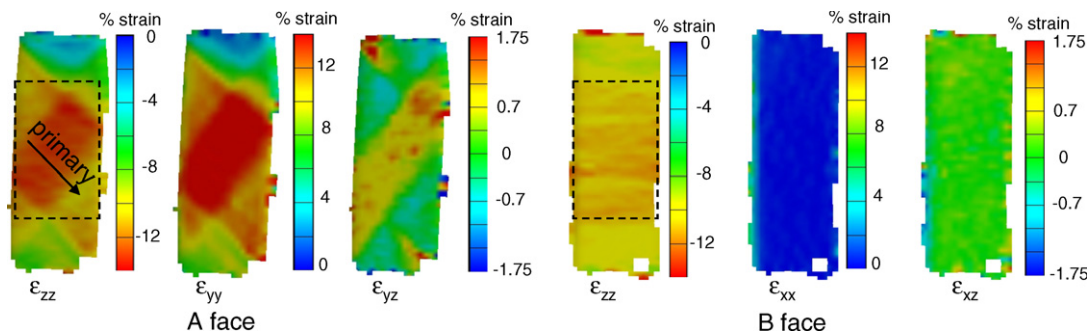 % strain % strain % strain % strain % strain % strain
0 12 1.75 0 12 1.75
-4 8 0.7 -4 8 0.7
primary
0 0
-8 4 -0.7 -8 4 -0.7
-12 0 -1.75 -12 0 -1.75
εzz εyy εyz εzz εxx εxz
A face B face